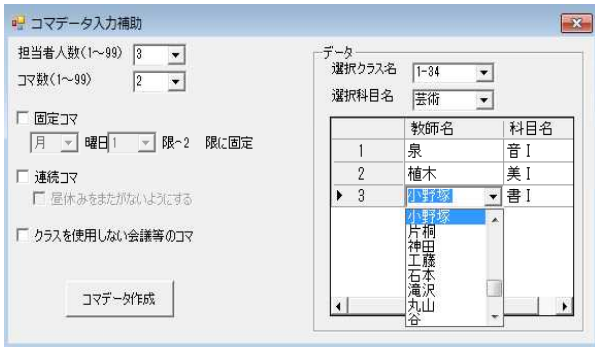 コマデータ入力補助
担当者人数(1～99) 3
コマ数(1～99) 2
固定コマ
月 曜日 1 限～2 限に固定
連続コマ
昼休みをまたがないようにする
クラスを使用しない会議等のコマ
コマデータ作成
データ
選択クラス名 1-34
選択科目名 芸術
教師名 科目名
1 泉 音Ⅰ
2 植木 美Ⅰ
3 小野塚 書Ⅰ
小野塚
片桐
神田
工藤
石本
滝沢
丸山
谷